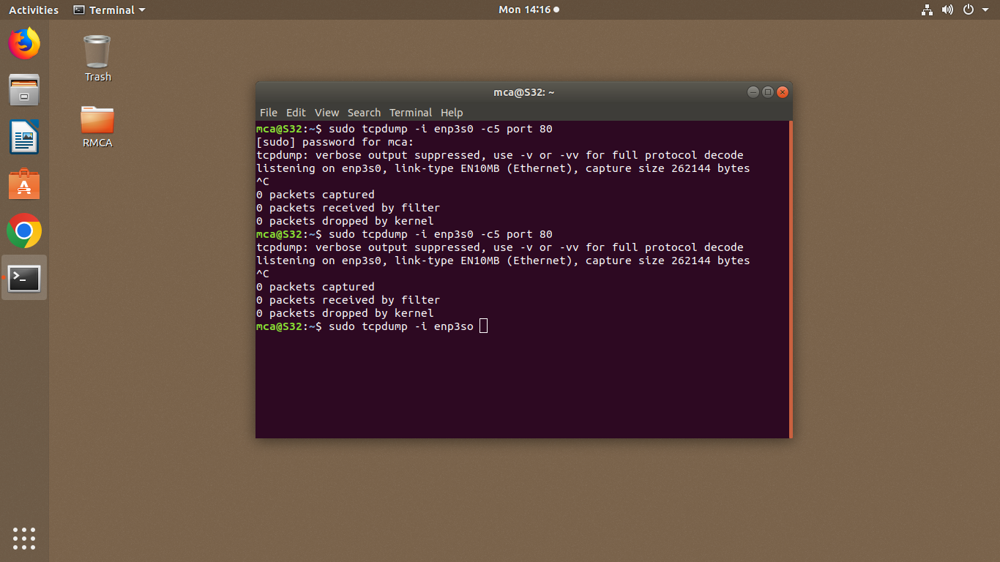 Activities
Terminal
Mon 14:16
Trash
RMCA
mca@S32: ~
File Edit View Search Terminal Help
mca@S32:~$ sudo tcpdump -i enp3s0 -c5 port 80
[sudo] password for mca:
tcpdump: verbose output suppressed, use -v or -vv for full protocol decode
listening on enp3s0, link-type EN10MB (Ethernet), capture size 262144 bytes
^C
0 packets captured
0 packets received by filter
0 packets dropped by kernel
mca@S32:~$ sudo tcpdump -i enp3s0 -c5 port 80
tcpdump: verbose output suppressed, use -v or -vv for full protocol decode
listening on enp3s0, link-type EN10MB (Ethernet), capture size 262144 bytes
^C
0 packets captured
0 packets received by filter
0 packets dropped by kernel
mca@S32:~$ sudo tcpdump -i enp3so